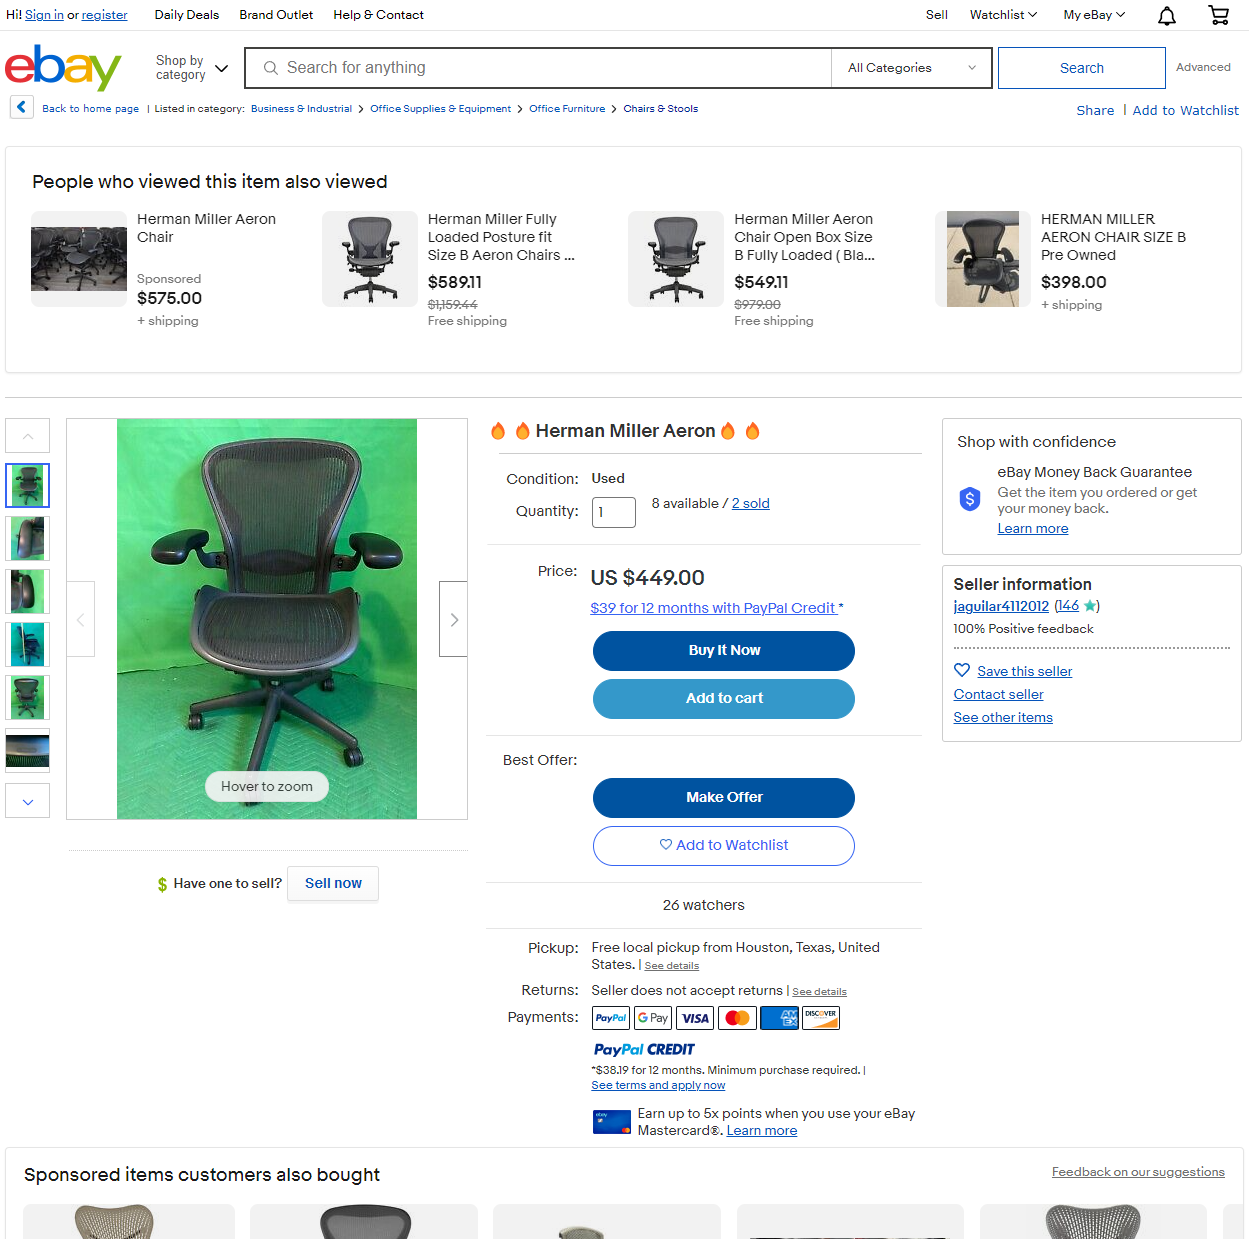 Hi! Sign in or register
Daily Deals
Brand Outlet
Help & Contact
Sell
Watchlist
My eBay
ebay
Shop by
category
Search for anything
All Categories
Search
Advanced
Back to home page | Listed in category: Business & Industrial > Office Supplies & Equipment > Office Furniture > Chairs & Stools
Share | Add to Watchlist
People who viewed this item also viewed
Herman Miller Aeron
Chair
Sponsored
$575.00
+ shipping
Herman Miller Fully
Loaded Posture fit
Size B Aeron Chairs ...
$589.11
$1,159.44
Free shipping
Herman Miller Aeron
Chair Open Box Size
B Fully Loaded ( Bla...
$549.11
$979.00
Free shipping
HERMAN MILLER
AERON CHAIR SIZE B
Pre Owned
$398.00
+ shipping
Hover to zoom
$ Have one to sell?
Sell now
🔥 🔥 Herman Miller Aeron 🔥 🔥
Condition: Used
Quantity: 1
8 available / 2 sold
Price: US $449.00
$39 for 12 months with PayPal Credit *
Buy It Now
Add to cart
Best Offer:
Make Offer
Add to Watchlist
26 watchers
Pickup: Free local pickup from Houston, Texas, United
States. | See details
Returns: Seller does not accept returns | See details
Payments: PayPal G Pay VISA AMEX DISCOVER
PayPal CREDIT
*$38.19 for 12 months. Minimum purchase required. |
See terms and apply now
ebay
Earn up to 5x points when you use your eBay
Mastercard®. Learn more
Shop with confidence
eBay Money Back Guarantee
Get the item you ordered or get
your money back.
Learn more
Seller information
jaguilar4112012 (146 ★)
100% Positive feedback
Save this seller
Contact seller
See other items
Sponsored items customers also bought
Feedback on our suggestions